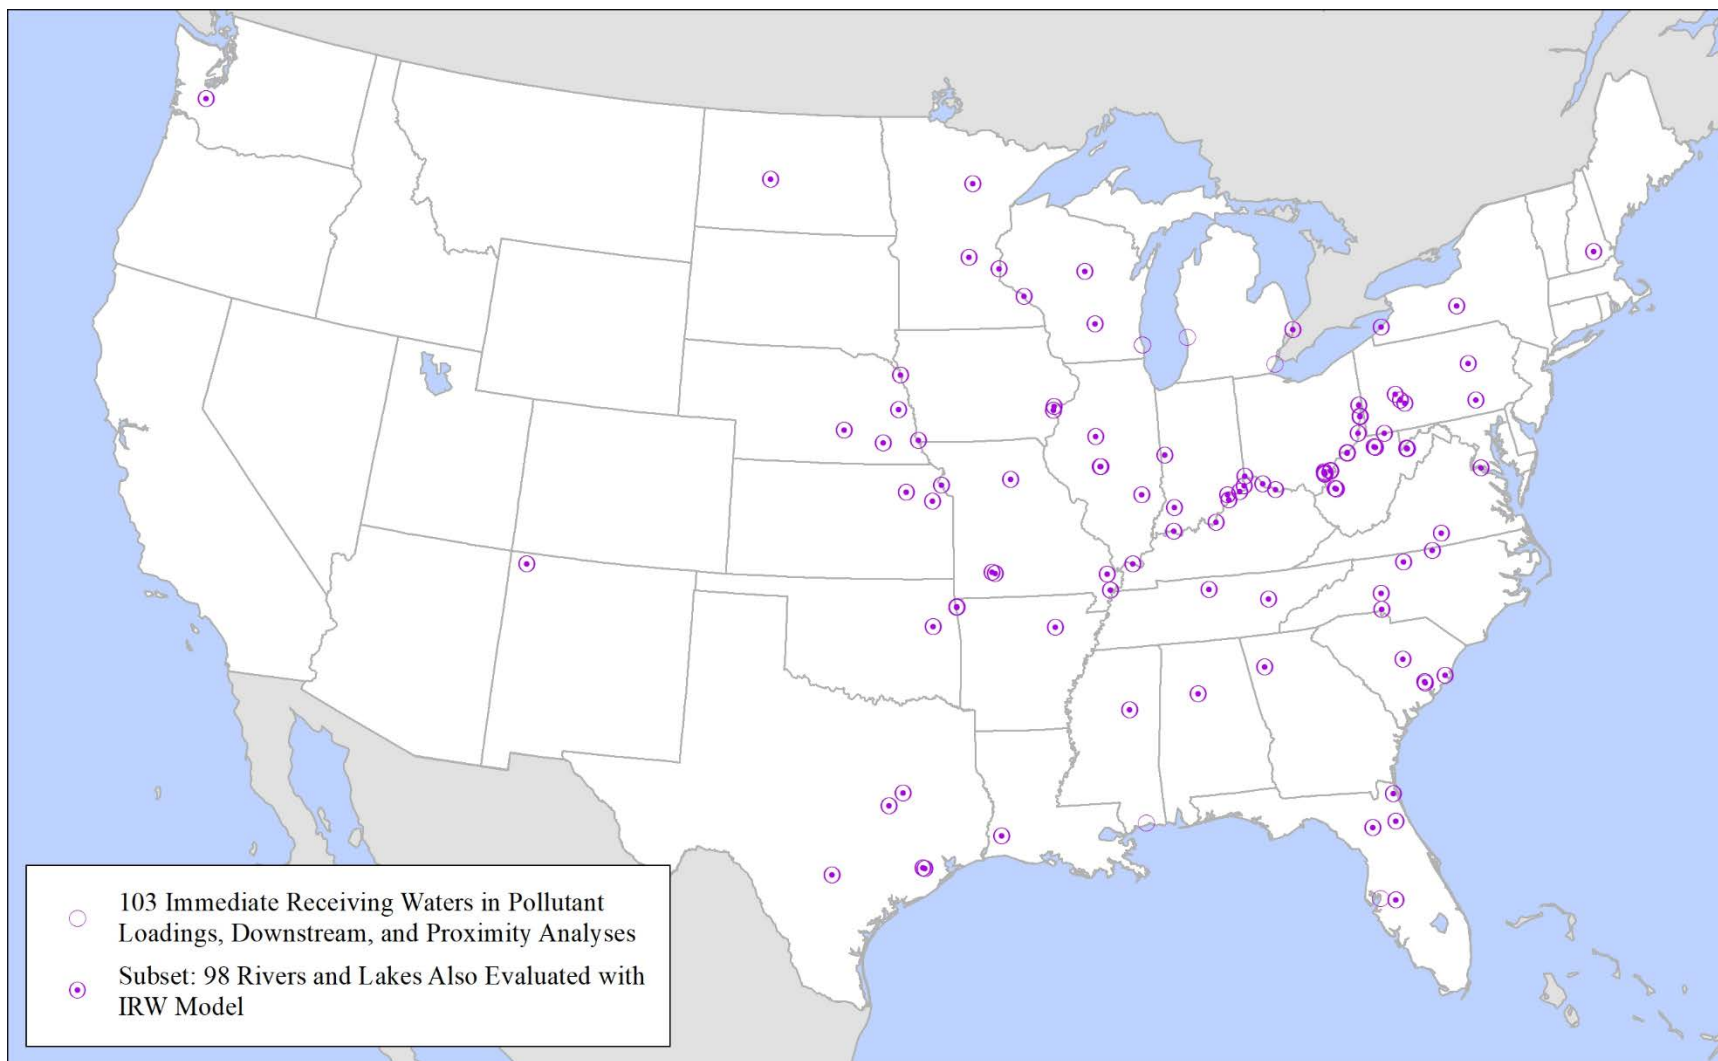 103 Immediate Receiving Waters in Pollutant
Loadings, Downstream, and Proximity Analyses
Subset: 98 Rivers and Lakes Also Evaluated with
IRW Model